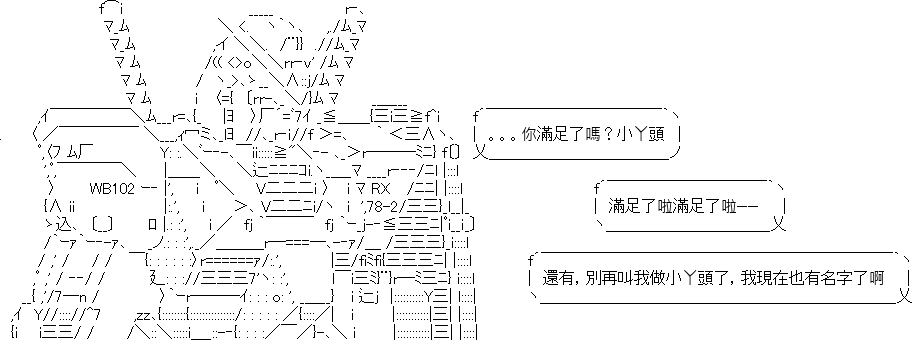 。。。你滿足了嗎？小丫頭
滿足了啦滿足了啦——
WB102
RX
78-2
還有，別再叫我做小丫頭了，我現在也有名字了啊